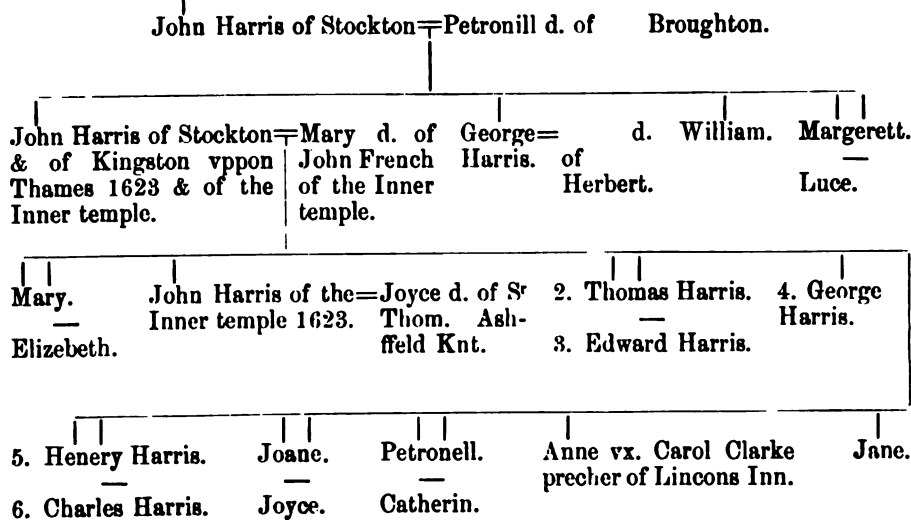 John Harris of Stockton=Petronill d. of Broughton.
John Harris of Stockton=Mary d. of George= d. William. Margerett.
& of Kingston vppon John French Harris. of —
Thames 1623 & of the of the Inner Herbert. Luce.
Inner temple. temple.
Mary. John Harris of the=Joyce d. of Sr 2. Thomas Harris. 4. George
— Inner temple 1623. Thom. Ash- — Harris.
Elizebeth. ffeld Knt. 3. Edward Harris.
5. Henery Harris. Joane. Petronell. Anne vx. Carol Clarke Jane.
— — — precher of Lincons Inn.
6. Charles Harris. Joyce. Catherin.